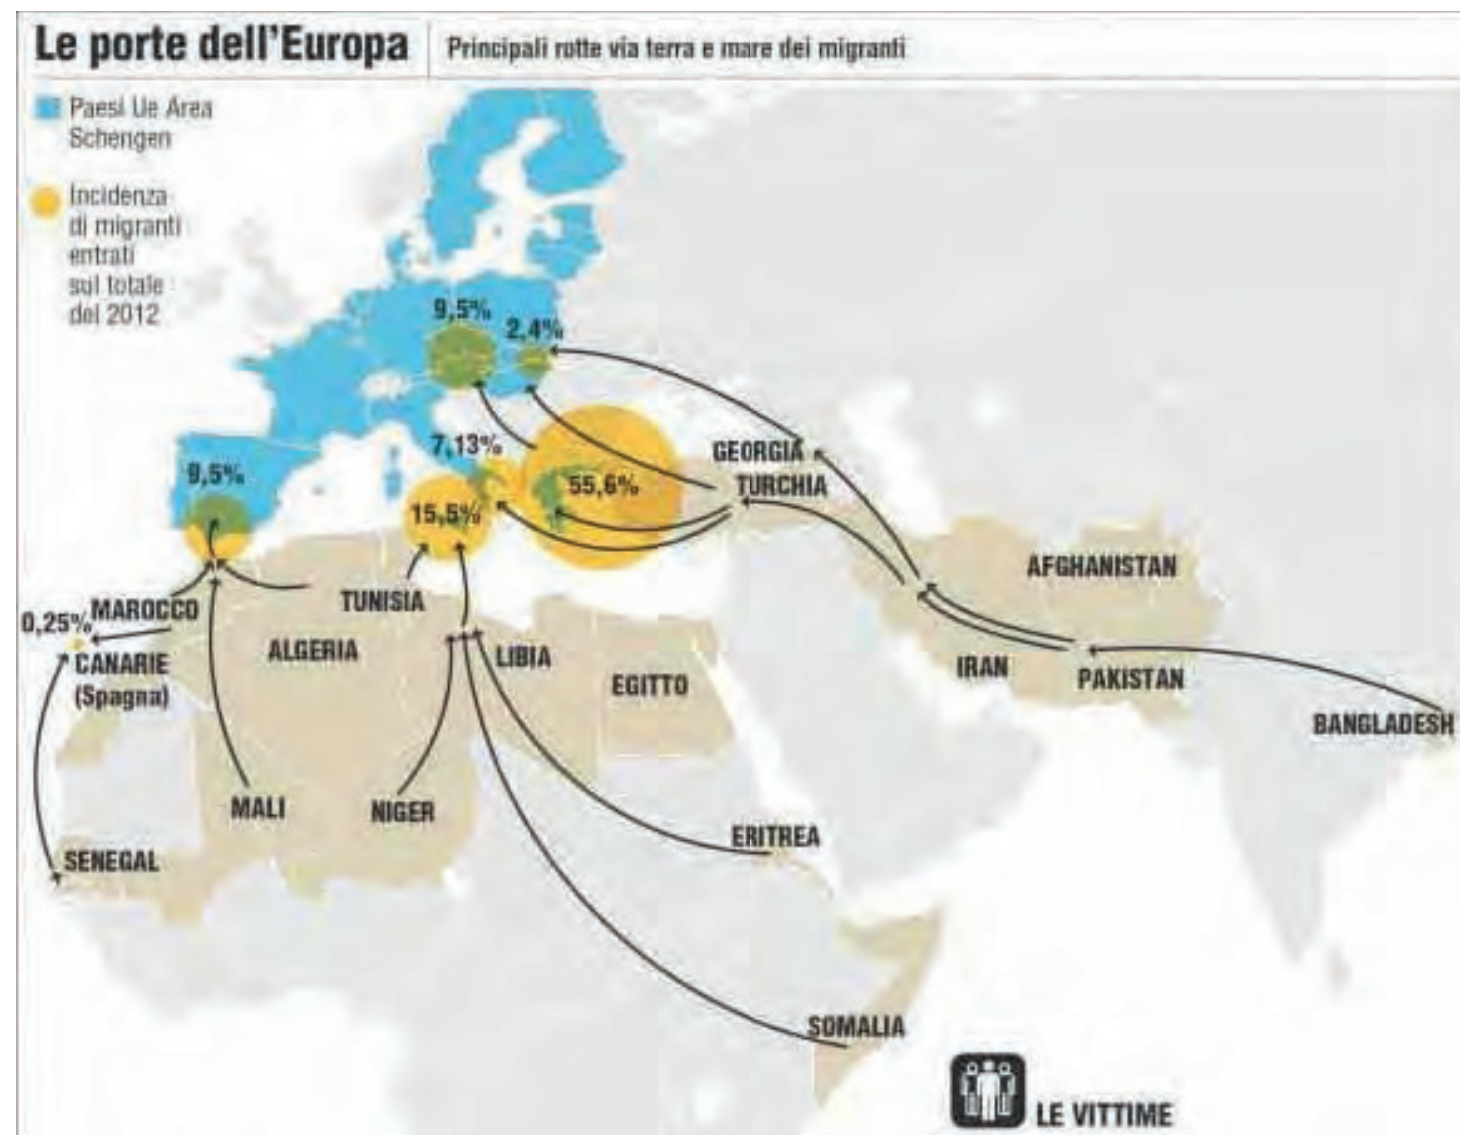 Le porte dell'Europa
Principali rotte via terra e mare dei migranti
Paesi Ue Area
Schengen
Incidenza
di migranti
entrati
sul totale
del 2012
9,5%
2,4%
7,13%
9,5%
15,5%
55,6%
GEORGIA
TURCHIA
AFGHANISTAN
MAROCCO
TUNISIA
0,25%
CANARIE
(Spagna)
ALGERIA
LIBIA
EGITTO
IRAN
PAKISTAN
BANGLADESH
MALI
NIGER
ERITREA
SENEGAL
SOMALIA
LE VITTIME